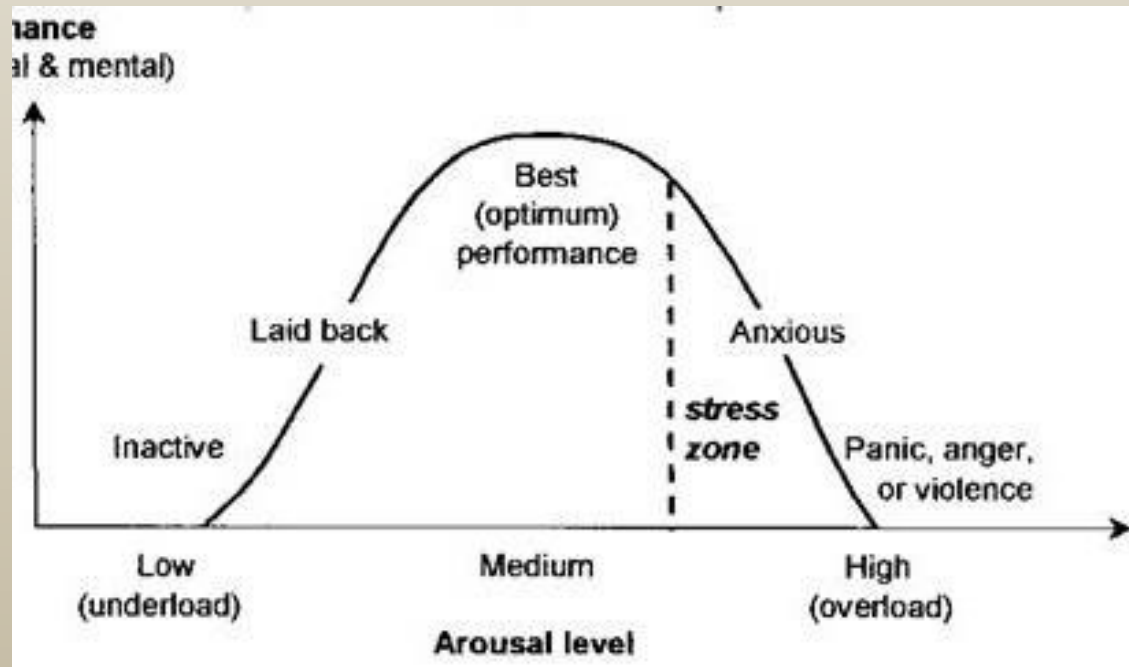 al & mental)
Best
(optimum)
performance
Laid back
Anxious
stress
zone
Inactive
Panic, anger,
or violence
Low
(underload)
Medium
High
(overload)
Arousal level